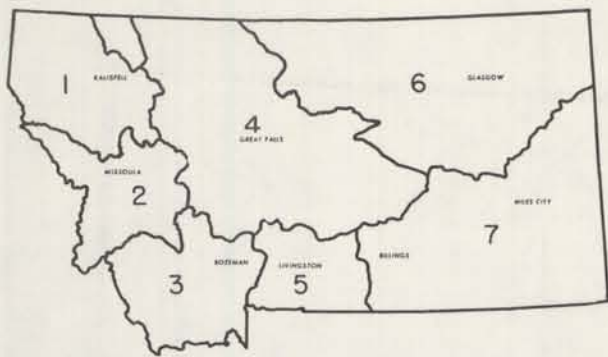 1 KALISPELL
6 GLASGOW
4
GREAT FALLS
MISSOULA
2
MILES CITY
7
BOZEMAN
LIVINGSTON
BILLINGS
3
5